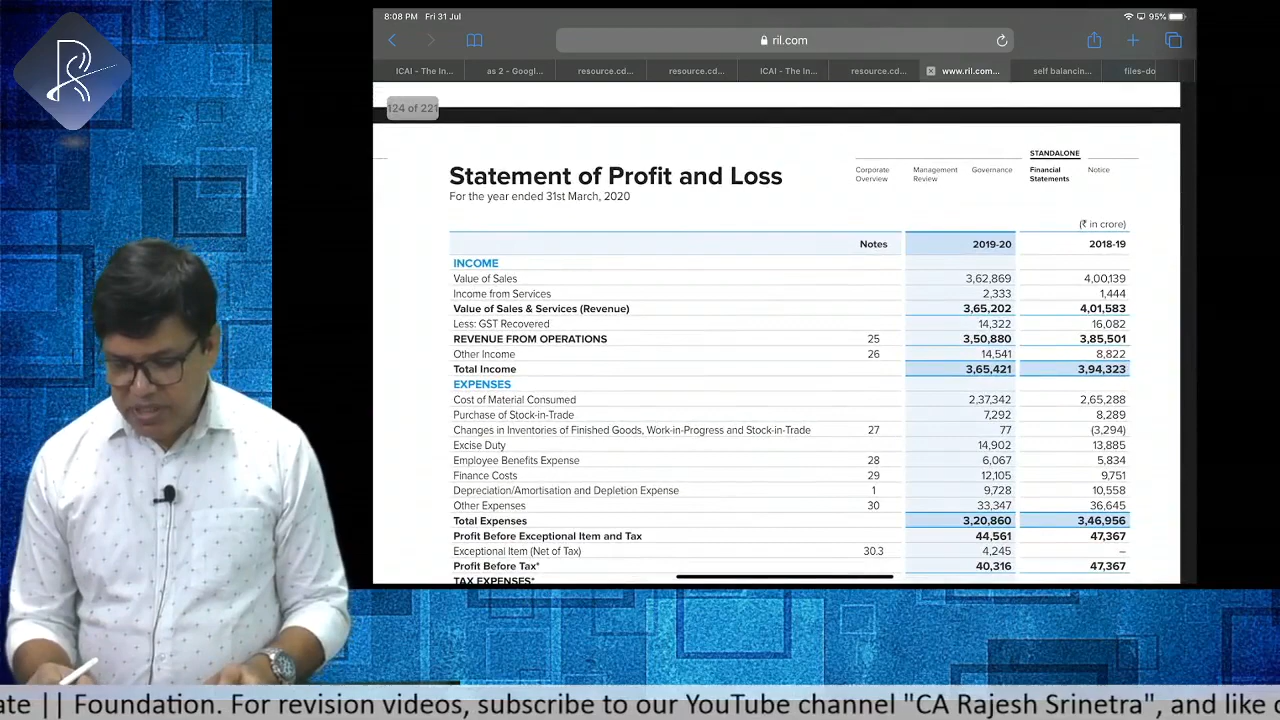 8:08 PM Fri 31 Jul
95%
ril.com
ICAI - The In...
as 2 - Googl...
resource.cd...
resource.cd...
ICAI - The In...
resource.cd...
www.ril.com...
self balancin...
files-do
124 of 221
STANDALONE
Corporate Overview
Management Review
Governance
Financial Statements
Notice
Statement of Profit and Loss
For the year ended 31st March, 2020
(₹ in crore)
Notes 2019-20 2018-19
INCOME
Value of Sales 3,62,869 4,00,139
Income from Services 2,333 1,444
Value of Sales & Services (Revenue) 3,65,202 4,01,583
Less: GST Recovered 14,322 16,082
REVENUE FROM OPERATIONS 25 3,50,880 3,85,501
Other Income 26 14,541 8,822
Total Income 3,65,421 3,94,323
EXPENSES
Cost of Material Consumed 2,37,342 2,65,288
Purchase of Stock-in-Trade 7,292 8,289
Changes in Inventories of Finished Goods, Work-in-Progress and Stock-in-Trade 27 77 (3,294)
Excise Duty 14,902 13,885
Employee Benefits Expense 28 6,067 5,834
Finance Costs 29 12,105 9,751
Depreciation/Amortisation and Depletion Expense 1 9,728 10,558
Other Expenses 30 33,347 36,645
Total Expenses 3,20,860 3,46,956
Profit Before Exceptional Item and Tax 44,561 47,367
Exceptional Item (Net of Tax) 30.3 4,245 –
Profit Before Tax* 40,316 47,367
TAX EXPENSES*
ate || Foundation. For revision videos, subscribe to our YouTube channel "CA Rajesh Srinetra", and like